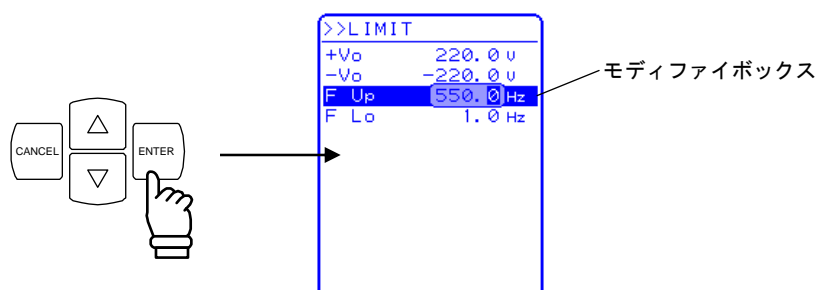 >>LIMIT
+Vo 220.0 V
-Vo -220.0 V
F Up 550.0 Hz
F Lo 1.0 Hz
モディファイボックス
CANCEL
ENTER